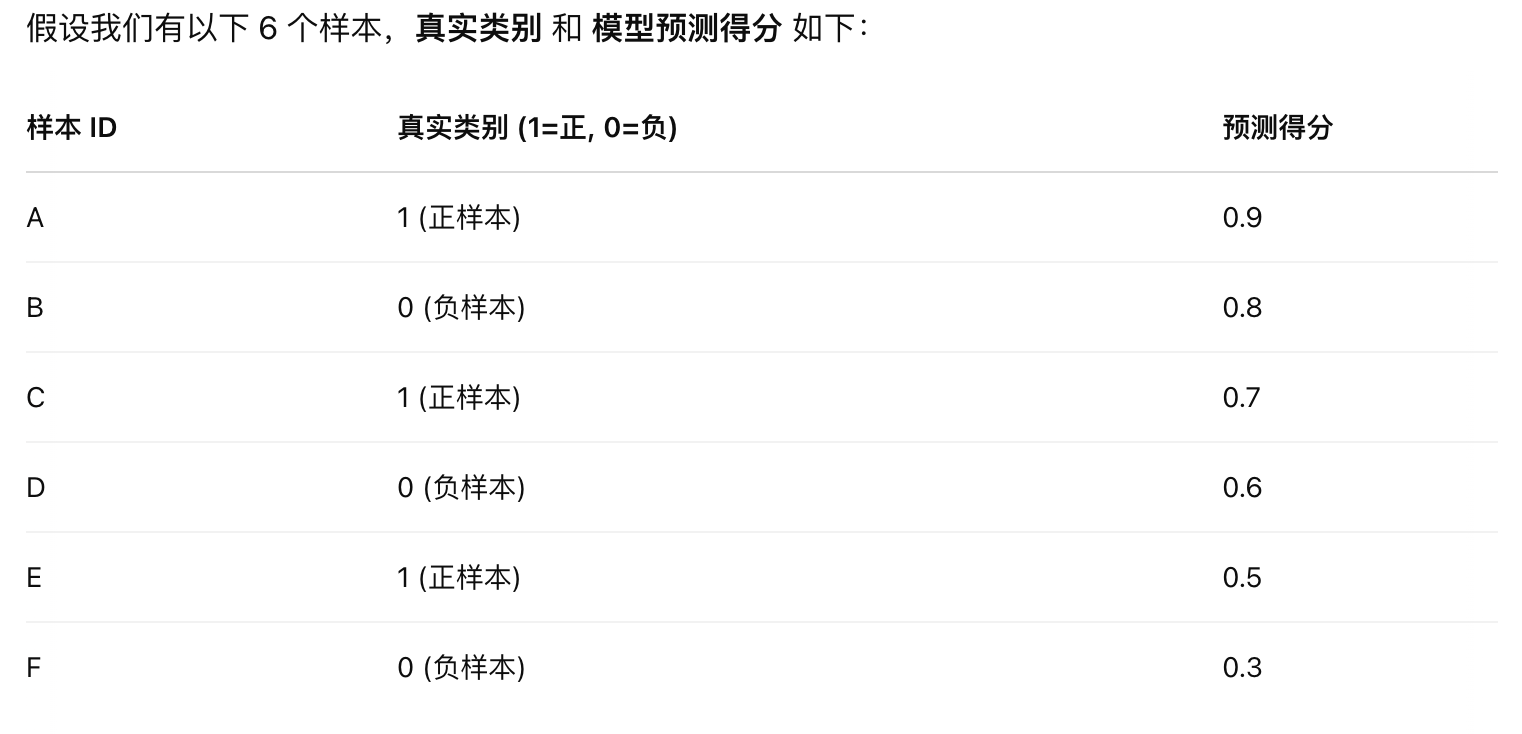 假设我们有以下 6 个样本，真实类别 和 模型预测得分 如下：
样本 ID 真实类别 (1=正, 0=负) 预测得分
A 1 (正样本) 0.9
B 0 (负样本) 0.8
C 1 (正样本) 0.7
D 0 (负样本) 0.6
E 1 (正样本) 0.5
F 0 (负样本) 0.3